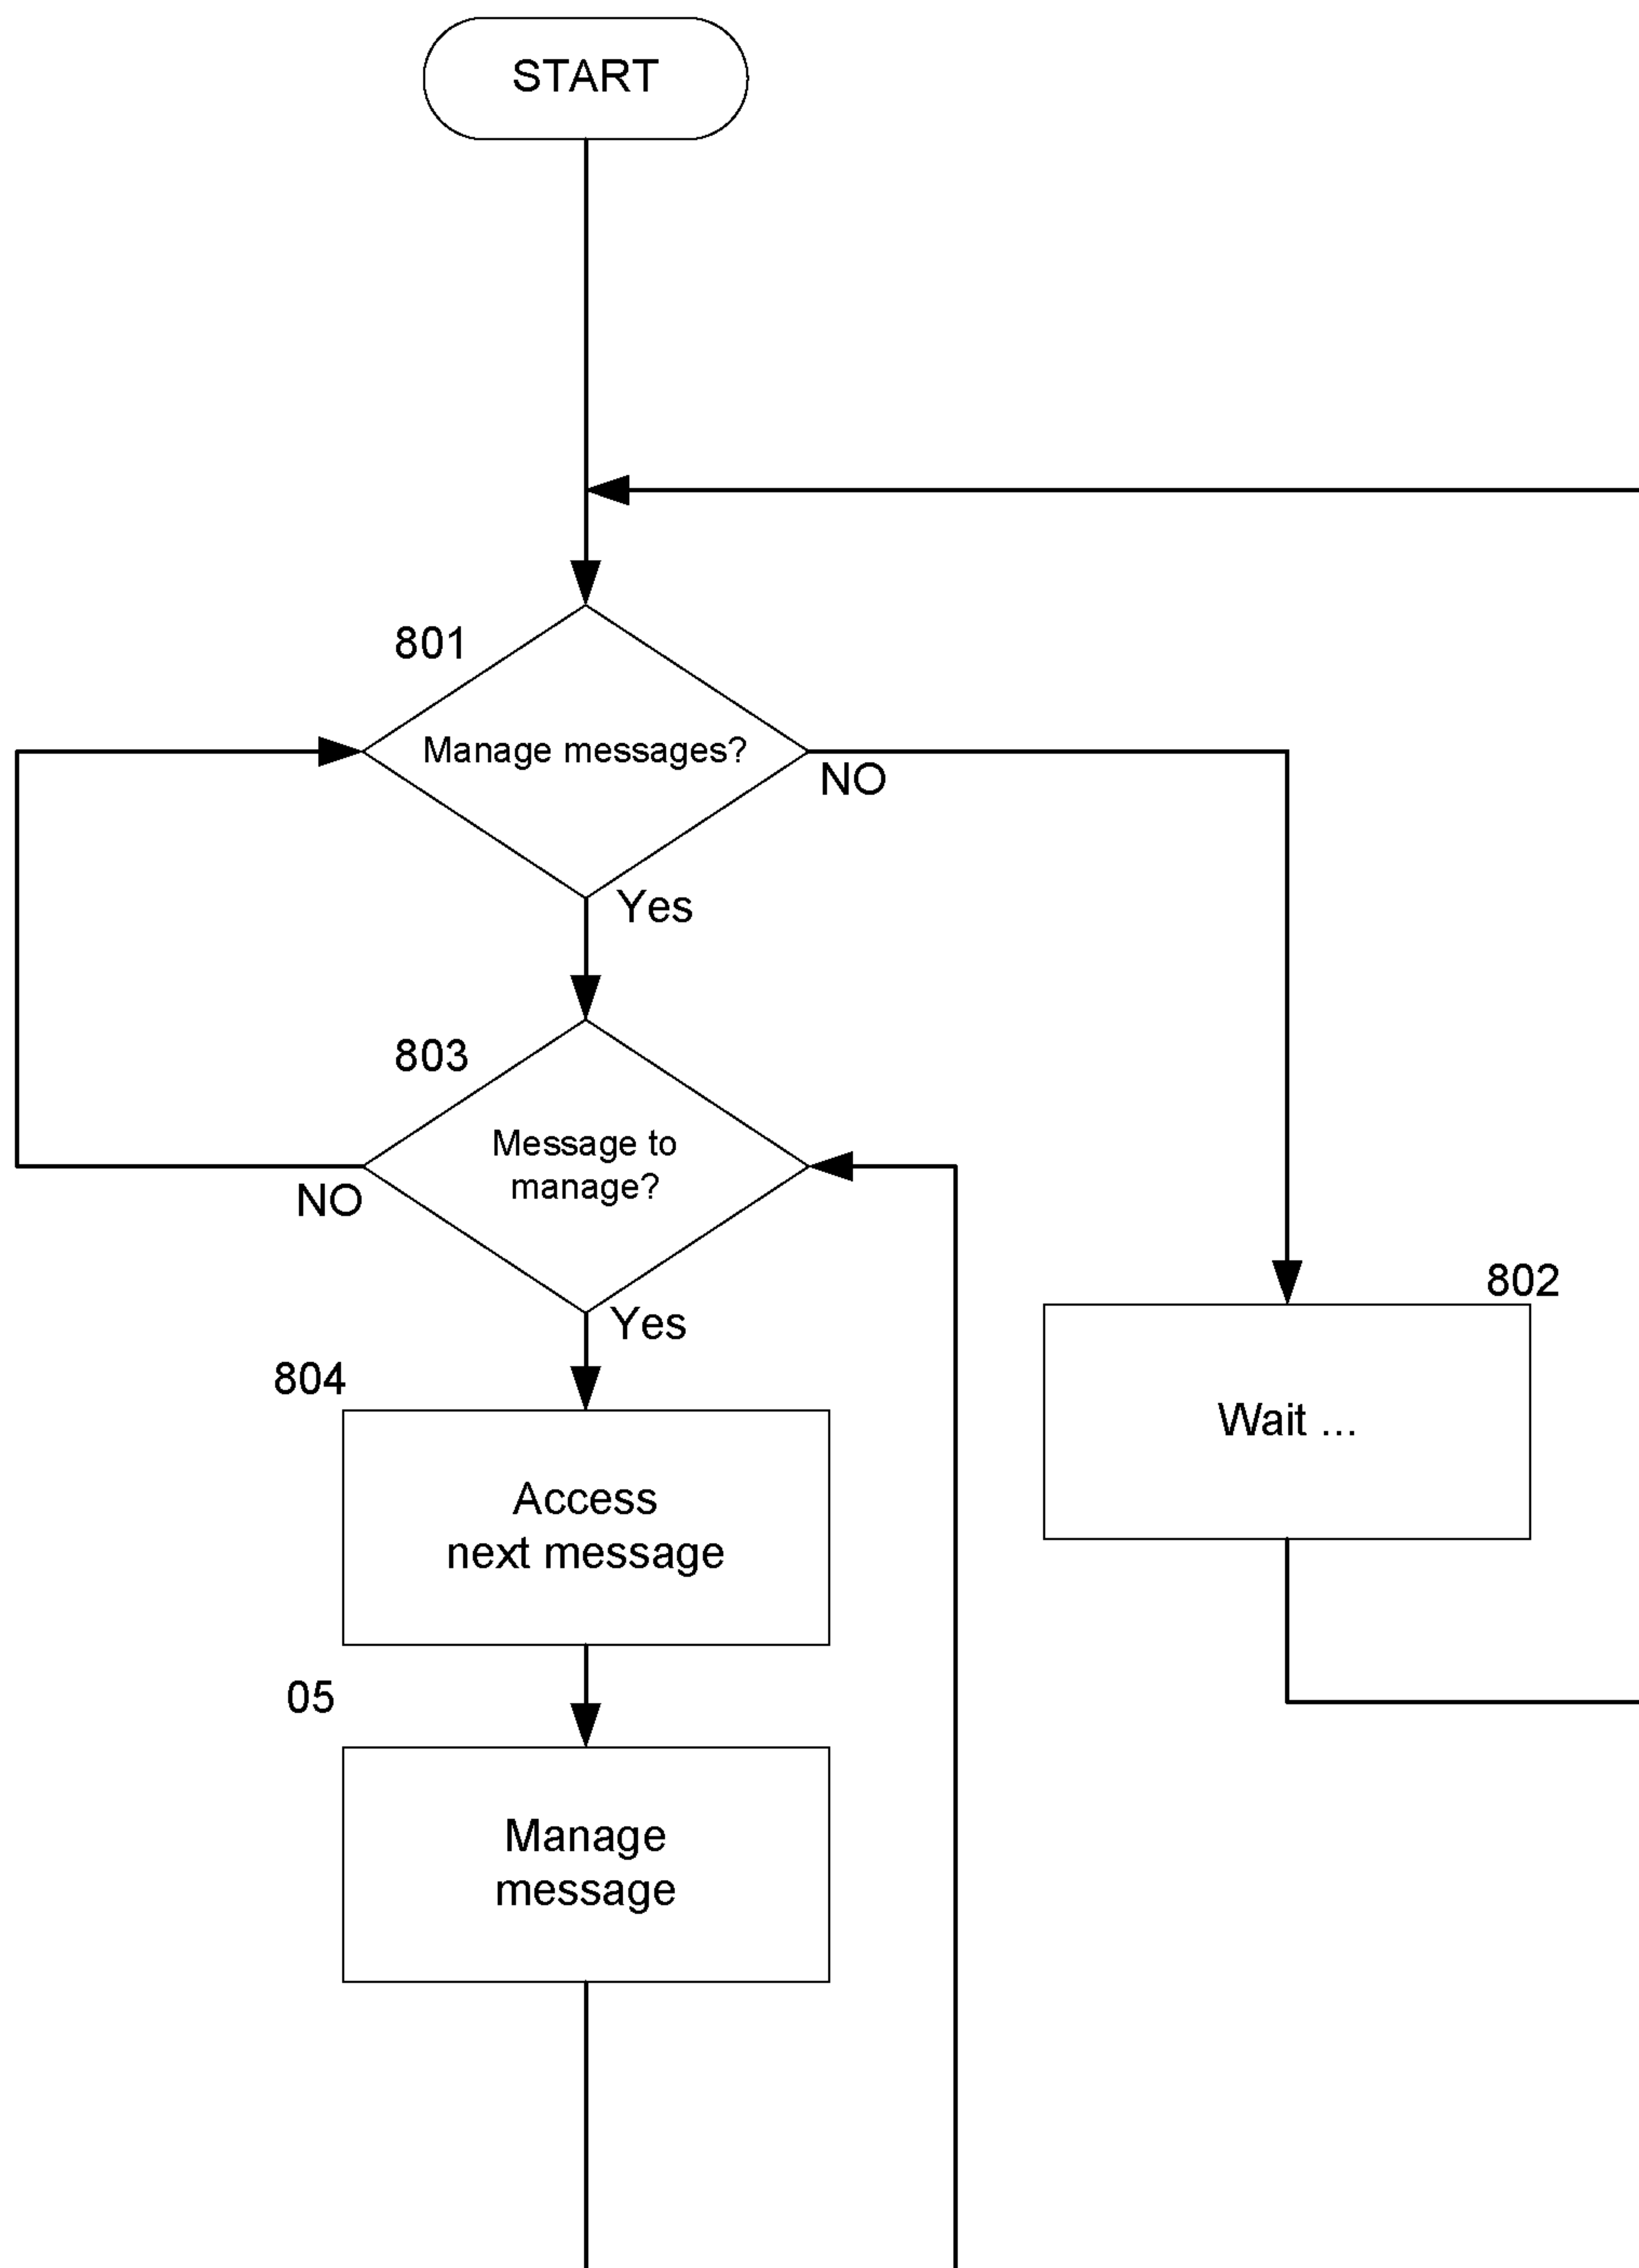 START
801
Manage messages?
NO
Yes
803
Message to
manage?
NO
Yes
802
Wait ...
804
Access
next message
05
Manage
message